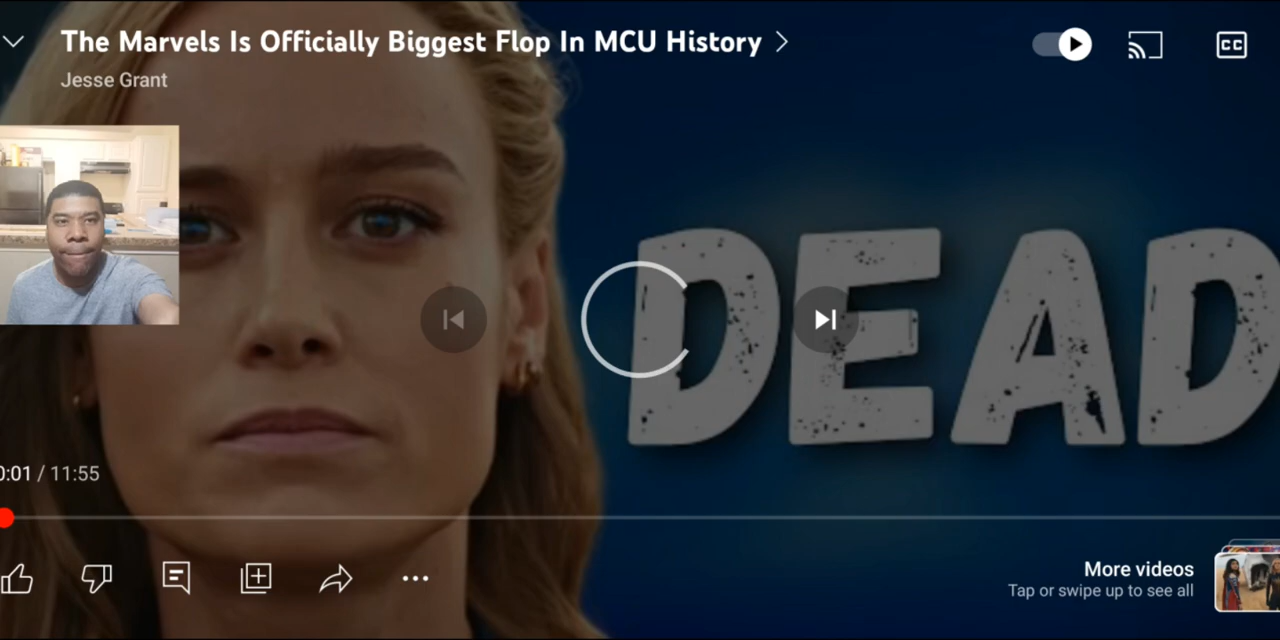 The Marvels Is Officially Biggest Flop In MCU History
Jesse Grant
CC
DEAD
0:01 / 11:55
More videos
Tap or swipe up to see all